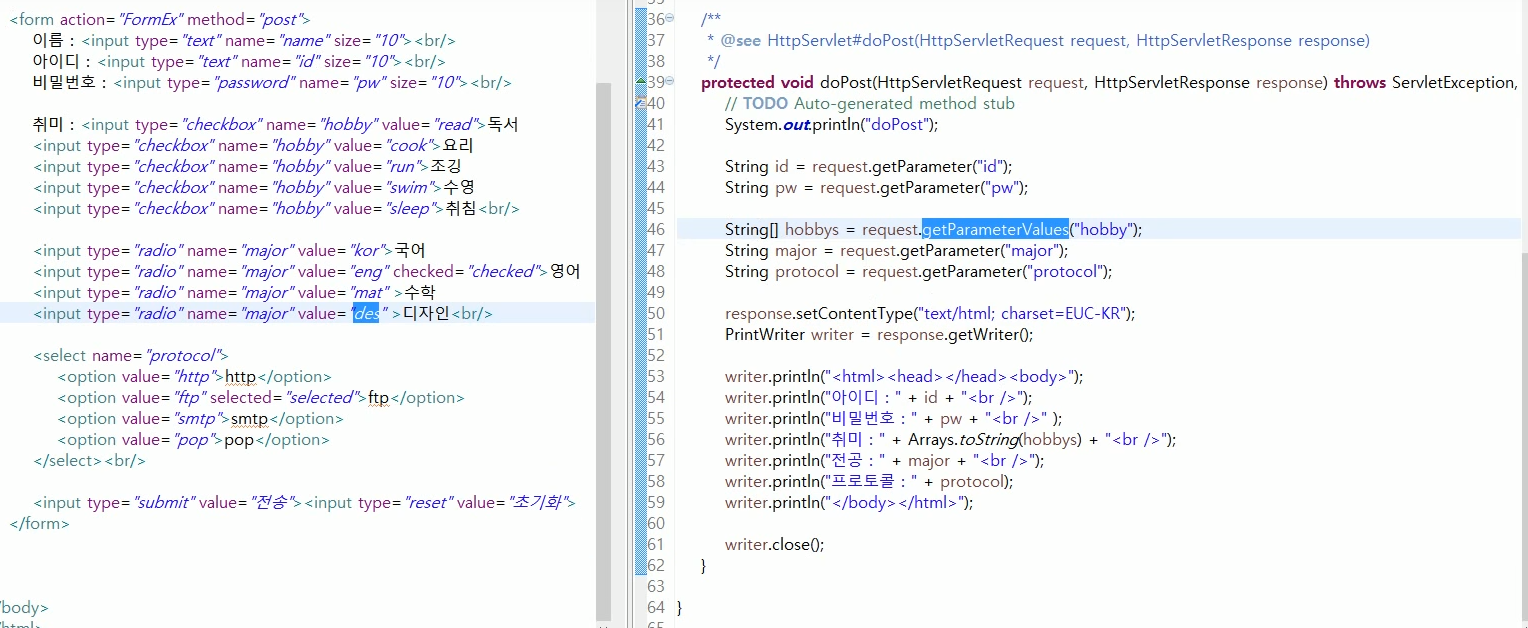 <form action="FormEx" method="post">
이름 : <input type="text" name="name" size="10"><br/>
아이디 : <input type="text" name="id" size="10"><br/>
비밀번호 : <input type="password" name="pw" size="10"><br/>
취미 : <input type="checkbox" name="hobby" value="read">독서
<input type="checkbox" name="hobby" value="cook">요리
<input type="checkbox" name="hobby" value="run">조깅
<input type="checkbox" name="hobby" value="swim">수영
<input type="checkbox" name="hobby" value="sleep">취침<br/>
<input type="radio" name="major" value="kor">국어
<input type="radio" name="major" value="eng" checked="checked">영어
<input type="radio" name="major" value="mat" >수학
<input type="radio" name="major" value="des" >디자인<br/>
<select name="protocol">
<option value="http">http</option>
<option value="ftp" selected="selected">ftp</option>
<option value="smtp">smtp</option>
<option value="pop">pop</option>
</select><br/>
<input type="submit" value="전송"><input type="reset" value="초기화">
</form>
/body>
36 /**
37 * @see HttpServlet#doPost(HttpServletRequest request, HttpServletResponse response)
38 */
39 protected void doPost(HttpServletRequest request, HttpServletResponse response) throws ServletException,
40 // TODO Auto-generated method stub
41 System.out.println("doPost");
42
43 String id = request.getParameter("id");
44 String pw = request.getParameter("pw");
45
46 String[] hobbys = request.getParameterValues("hobby");
47 String major = request.getParameter("major");
48 String protocol = request.getParameter("protocol");
49
50 response.setContentType("text/html; charset=EUC-KR");
51 PrintWriter writer = response.getWriter();
52
53 writer.println("<html><head></head><body>");
54 writer.println("아이디 : " + id + "<br />");
55 writer.println("비밀번호 : " + pw + "<br />" );
56 writer.println("취미 : " + Arrays.toString(hobbys) + "<br />");
57 writer.println("전공 : " + major + "<br />");
58 writer.println("프로토콜 : " + protocol);
59 writer.println("</body></html>");
60
61 writer.close();
62 }
63
64 }